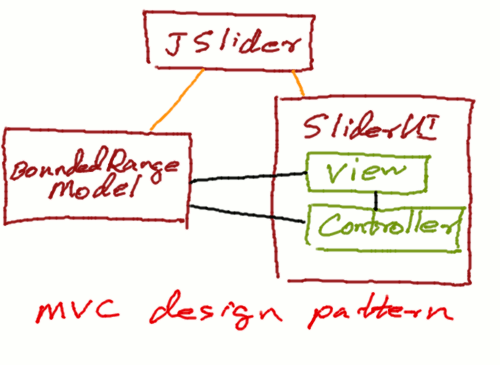 JSlider
SliderUI
BoundedRange
Model
View
Controller
MVC design pattern